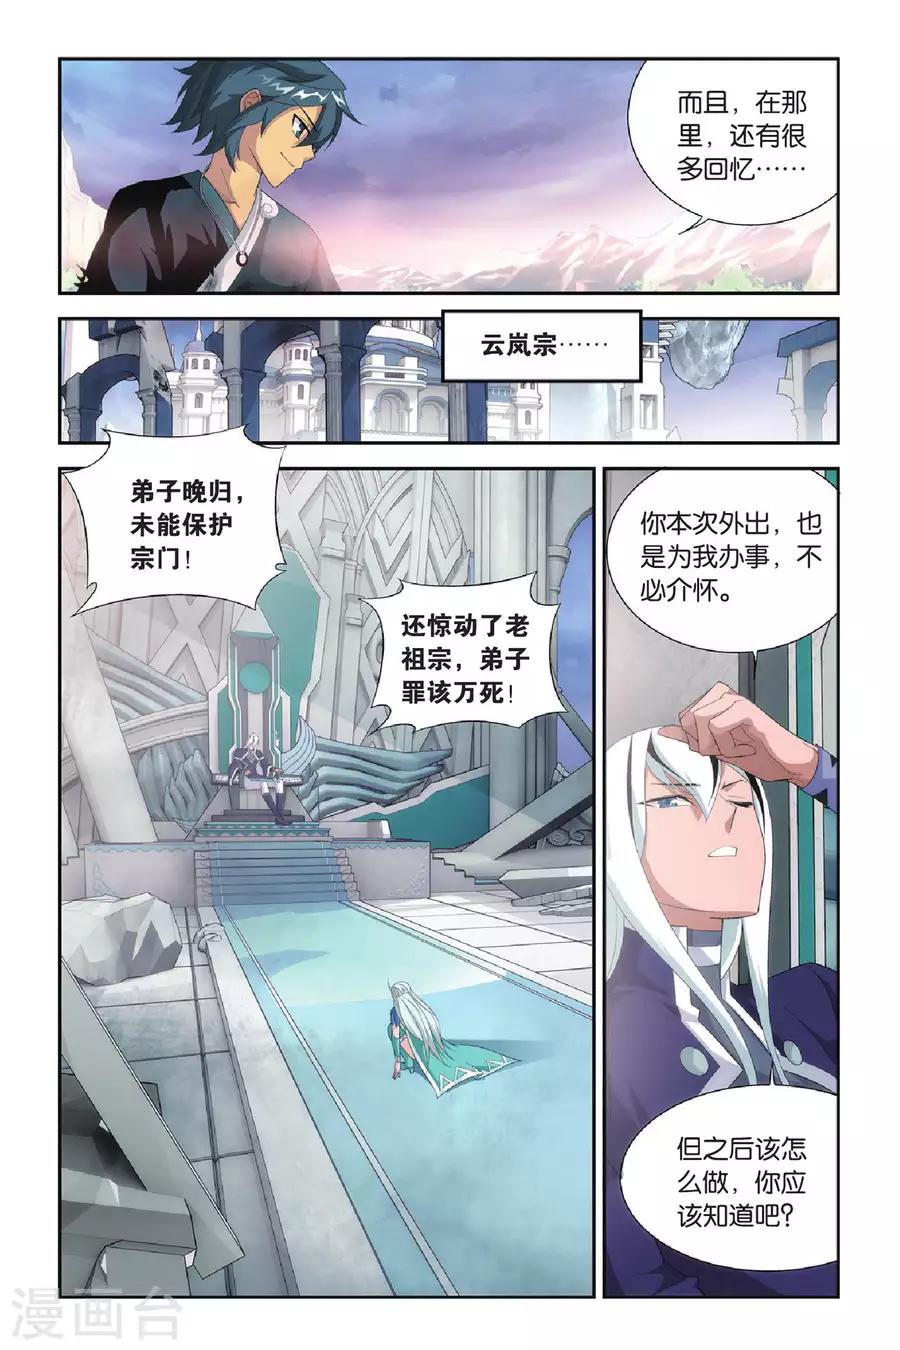 而且，在那
里，还有很
多回忆……
云岚宗……
弟子晚归，
未能保护
宗门！
还惊动了老
祖宗，弟子
罪该万死！
你本次外出，也
是为我办事，不
必介怀。
但之后该怎
么做，你应
该知道吧？
漫画台